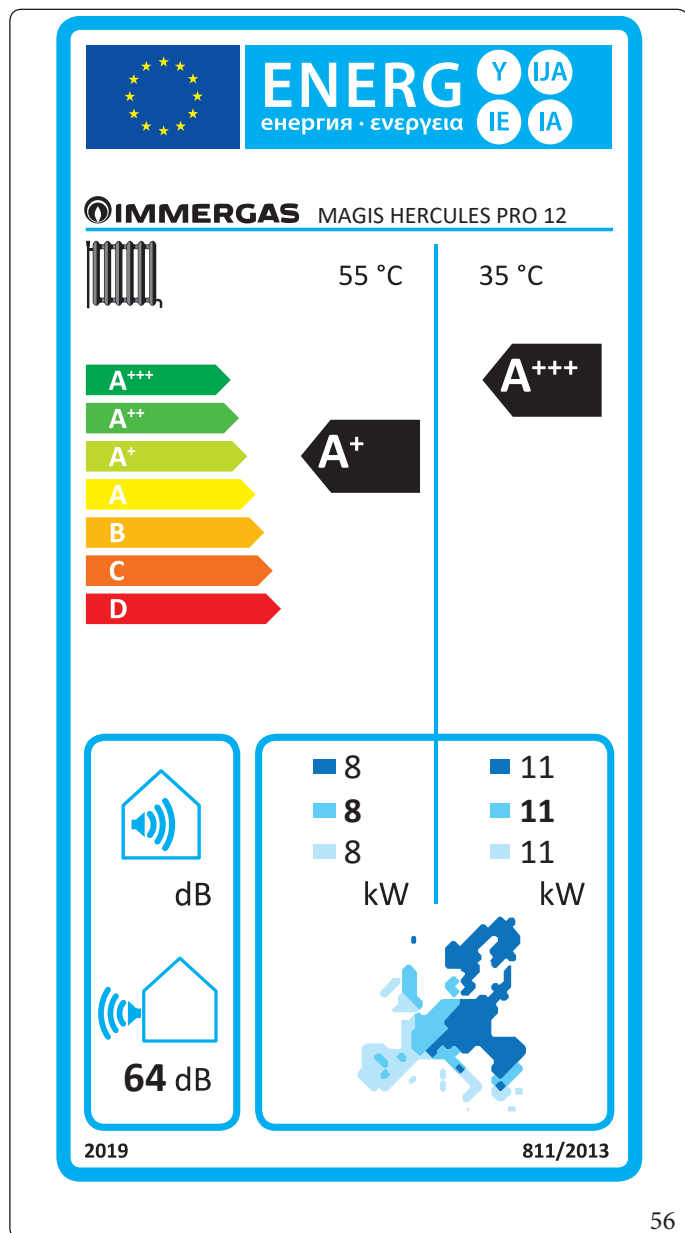 ENERG Y IJA
енергия · ενεργεια IE IA
IMMERGAS MAGIS HERCULES PRO 12
55 °C 35 °C
A+++
A+++
A++
A+
A+
A
B
C
D
8 11
8 11
8 11
kW kW
dB
64 dB
2019 811/2013
56